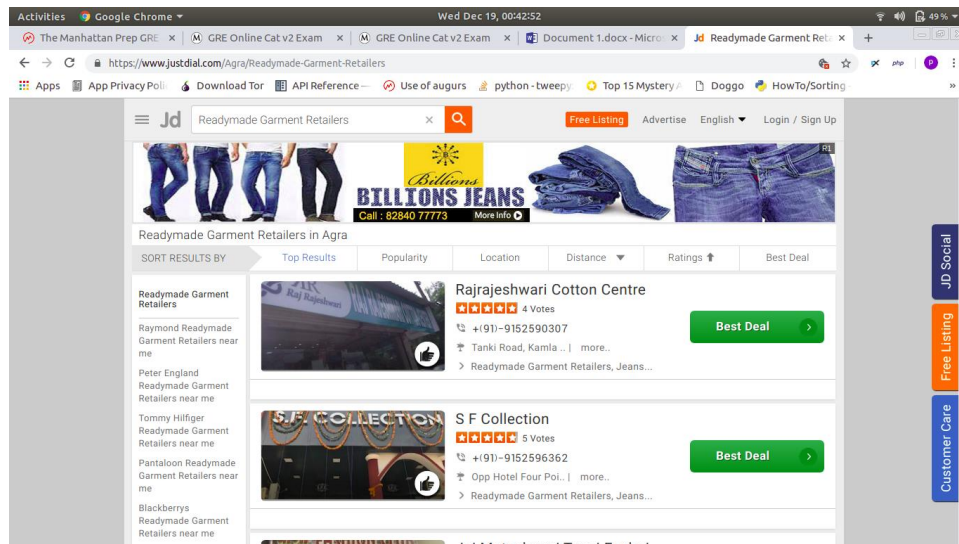 Activities Google Chrome ▾ Wed Dec 19, 00:42:52 49 %
The Manhattan Prep GRE × GRE Online Cat v2 Exam × GRE Online Cat v2 Exam × Document 1.docx - Micros × Readymade Garment Reta × +
https://www.justdial.com/Agra/Readymade-Garment-Retailers
Apps App Privacy Poli Download Tor API Reference — Use of augurs python - tweepy. Top 15 Mystery A Doggo HowTo/Sorting - »
Jd Readymade Garment Retailers × Free Listing Advertise English ▼ Login / Sign Up
R1
Billions
BILLIONS JEANS
Call : 82840 77773 More Info
Readymade Garment Retailers in Agra
SORT RESULTS BY Top Results Popularity Location Distance ▼ Ratings Best Deal
Readymade Garment
Retailers
Raymond Readymade
Garment Retailers near
me
Peter England
Readymade Garment
Retailers near me
Tommy Hilfiger
Readymade Garment
Retailers near me
Pantaloon Readymade
Garment Retailers near
me
Blackberrys
Readymade Garment
Retailers near me
Raj Rajeshwari
Rajrajeshwari Cotton Centre
4 Votes
+(91)-9152590307
Tanki Road, Kamla .. | more..
> Readymade Garment Retailers, Jeans...
Best Deal
S.F. COLLECTION
S F Collection
5 Votes
+(91)-9152596362
Opp Hotel Four Poi.. | more..
> Readymade Garment Retailers, Jeans...
Best Deal
JD Social
Free Listing
Customer Care